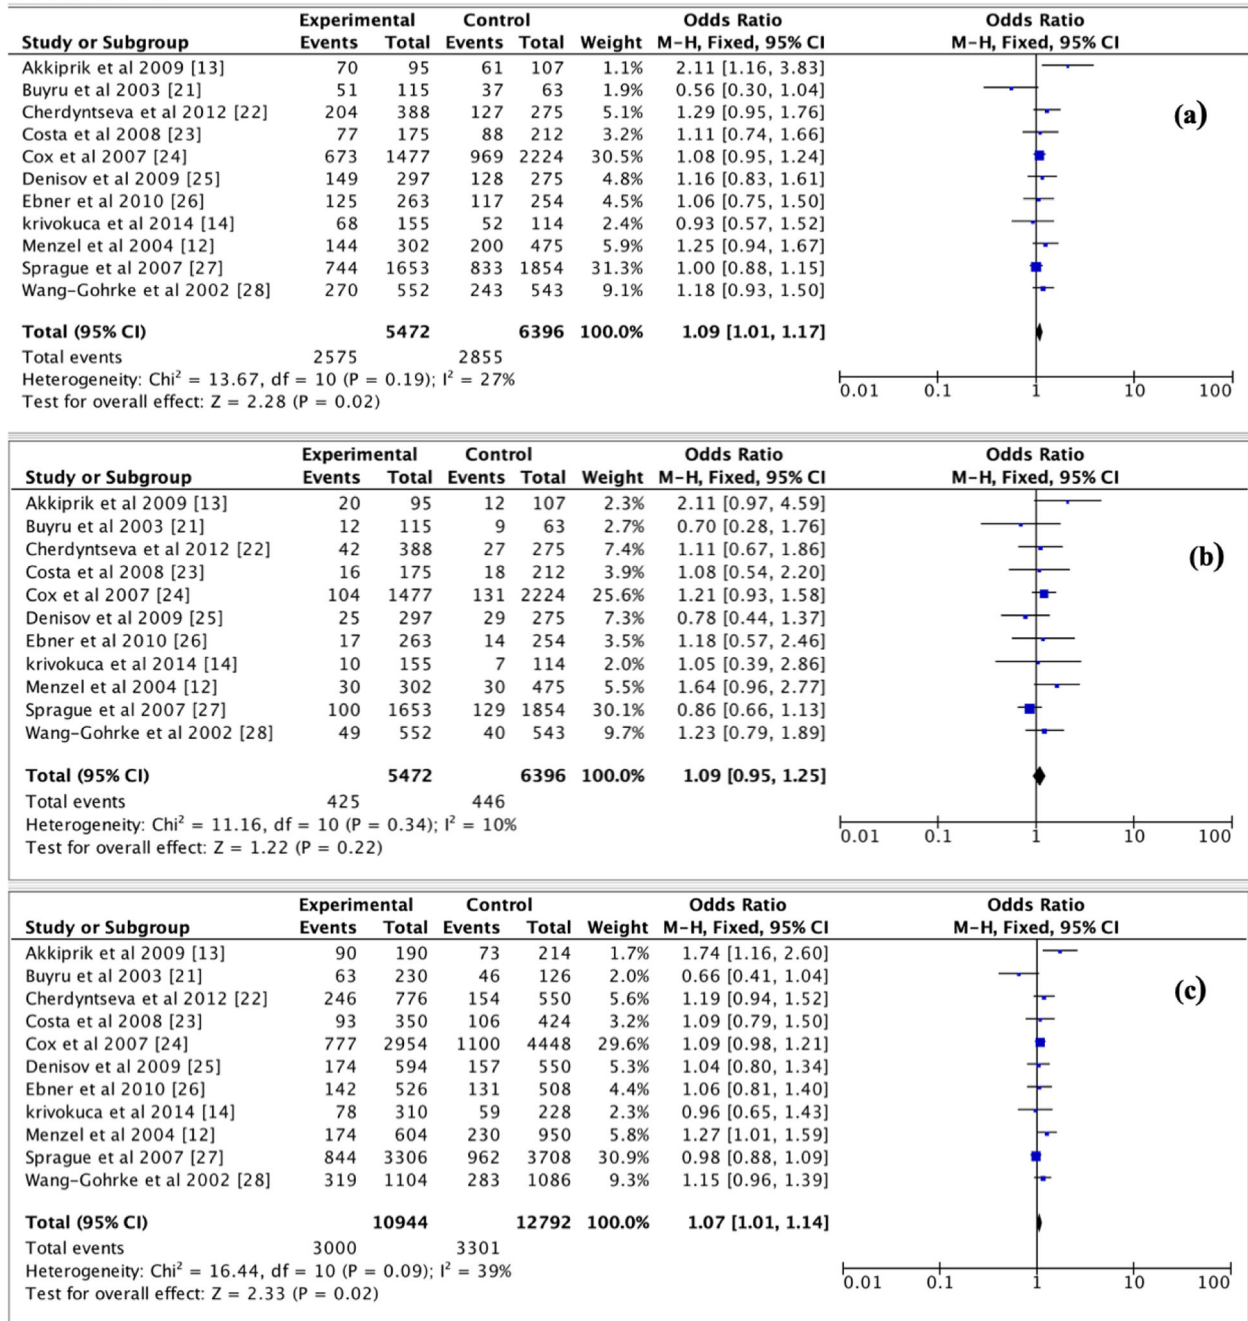 Experimental Control Odds Ratio Odds Ratio
Study or Subgroup Events Total Events Total Weight M-H, Fixed, 95% CI M-H, Fixed, 95% CI
Akkiprik et al 2009 [13] 70 95 61 107 1.1% 2.11 [1.16, 3.83]
Buyru et al 2003 [21] 51 115 37 63 1.9% 0.56 [0.30, 1.04]
Cherdyntseva et al 2012 [22] 204 388 127 275 5.1% 1.29 [0.95, 1.76] (a)
Costa et al 2008 [23] 77 175 88 212 3.2% 1.11 [0.74, 1.66]
Cox et al 2007 [24] 673 1477 969 2224 30.5% 1.08 [0.95, 1.24]
Denisov et al 2009 [25] 149 297 128 275 4.8% 1.16 [0.83, 1.61]
Ebner et al 2010 [26] 125 263 117 254 4.5% 1.06 [0.75, 1.50]
krivokuca et al 2014 [14] 68 155 52 114 2.4% 0.93 [0.57, 1.52]
Menzel et al 2004 [12] 144 302 200 475 5.9% 1.25 [0.94, 1.67]
Sprague et al 2007 [27] 744 1653 833 1854 31.3% 1.00 [0.88, 1.15]
Wang-Gohrke et al 2002 [28] 270 552 243 543 9.1% 1.18 [0.93, 1.50]
Total (95% CI) 5472 6396 100.0% 1.09 [1.01, 1.17]
Total events 2575 2855
Heterogeneity: Chi² = 13.67, df = 10 (P = 0.19); I² = 27%
Test for overall effect: Z = 2.28 (P = 0.02)
0.01 0.1 1 10 100
Experimental Control Odds Ratio Odds Ratio
Study or Subgroup Events Total Events Total Weight M-H, Fixed, 95% CI M-H, Fixed, 95% CI
Akkiprik et al 2009 [13] 20 95 12 107 2.3% 2.11 [0.97, 4.59]
Buyru et al 2003 [21] 12 115 9 63 2.7% 0.70 [0.28, 1.76]
Cherdyntseva et al 2012 [22] 42 388 27 275 7.4% 1.11 [0.67, 1.86] (b)
Costa et al 2008 [23] 16 175 18 212 3.9% 1.08 [0.54, 2.20]
Cox et al 2007 [24] 104 1477 131 2224 25.6% 1.21 [0.93, 1.58]
Denisov et al 2009 [25] 25 297 29 275 7.3% 0.78 [0.44, 1.37]
Ebner et al 2010 [26] 17 263 14 254 3.5% 1.18 [0.57, 2.46]
krivokuca et al 2014 [14] 10 155 7 114 2.0% 1.05 [0.39, 2.86]
Menzel et al 2004 [12] 30 302 30 475 5.5% 1.64 [0.96, 2.77]
Sprague et al 2007 [27] 100 1653 129 1854 30.1% 0.86 [0.66, 1.13]
Wang-Gohrke et al 2002 [28] 49 552 40 543 9.7% 1.23 [0.79, 1.89]
Total (95% CI) 5472 6396 100.0% 1.09 [0.95, 1.25]
Total events 425 446
Heterogeneity: Chi² = 11.16, df = 10 (P = 0.34); I² = 10%
Test for overall effect: Z = 1.22 (P = 0.22)
0.01 0.1 1 10 100
Experimental Control Odds Ratio Odds Ratio
Study or Subgroup Events Total Events Total Weight M-H, Fixed, 95% CI M-H, Fixed, 95% CI
Akkiprik et al 2009 [13] 90 190 73 214 1.7% 1.74 [1.16, 2.60]
Buyru et al 2003 [21] 63 230 46 126 2.0% 0.66 [0.41, 1.04]
Cherdyntseva et al 2012 [22] 246 776 154 550 5.6% 1.19 [0.94, 1.52] (c)
Costa et al 2008 [23] 93 350 106 424 3.2% 1.09 [0.79, 1.50]
Cox et al 2007 [24] 777 2954 1100 4448 29.6% 1.09 [0.98, 1.21]
Denisov et al 2009 [25] 174 594 157 550 5.3% 1.04 [0.80, 1.34]
Ebner et al 2010 [26] 142 526 131 508 4.4% 1.06 [0.81, 1.40]
krivokuca et al 2014 [14] 78 310 59 228 2.3% 0.96 [0.65, 1.43]
Menzel et al 2004 [12] 174 604 230 950 5.8% 1.27 [1.01, 1.59]
Sprague et al 2007 [27] 844 3306 962 3708 30.9% 0.98 [0.88, 1.09]
Wang-Gohrke et al 2002 [28] 319 1104 283 1086 9.3% 1.15 [0.96, 1.39]
Total (95% CI) 10944 12792 100.0% 1.07 [1.01, 1.14]
Total events 3000 3301
Heterogeneity: Chi² = 16.44, df = 10 (P = 0.09); I² = 39%
Test for overall effect: Z = 2.33 (P = 0.02)
0.01 0.1 1 10 100